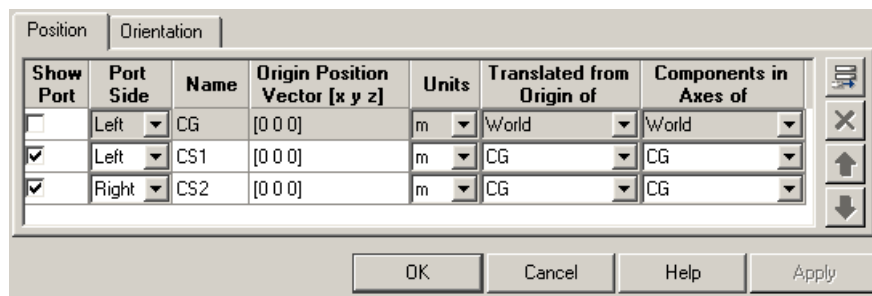 Position Orientation
Show Port Port Side Name Origin Position Vector [x y z] Units Translated from Origin of Components in Axes of
Left CG [0 0 0] m World World
Left CS1 [0 0 0] m CG CG
Right CS2 [0 0 0] m CG CG
OK Cancel Help Apply